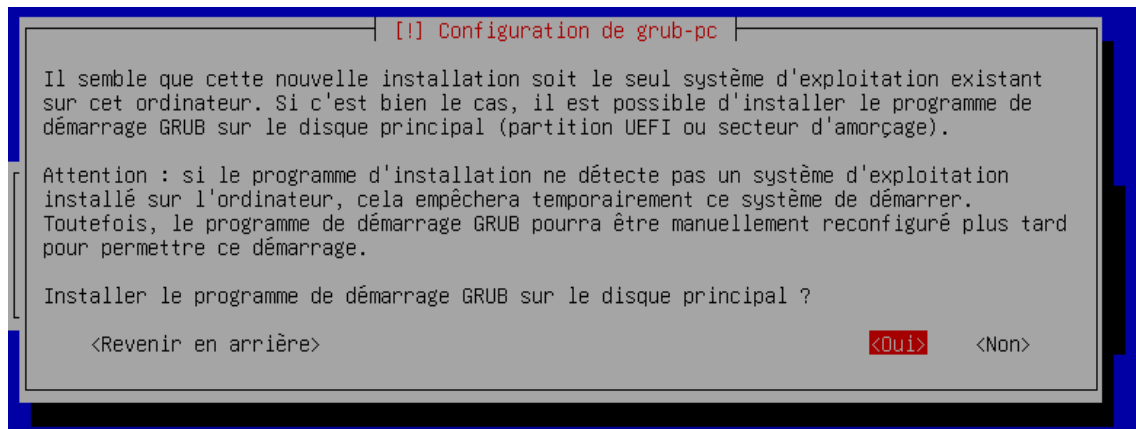 [!] Configuration de grub-pc
Il semble que cette nouvelle installation soit le seul système d'exploitation existant
sur cet ordinateur. Si c'est bien le cas, il est possible d'installer le programme de
démarrage GRUB sur le disque principal (partition UEFI ou secteur d'amorçage).
Attention : si le programme d'installation ne détecte pas un système d'exploitation
installé sur l'ordinateur, cela empêchera temporairement ce système de démarrer.
Toutefois, le programme de démarrage GRUB pourra être manuellement reconfiguré plus tard
pour permettre ce démarrage.
Installer le programme de démarrage GRUB sur le disque principal ?
<Revenir en arrière> <Oui> <Non>